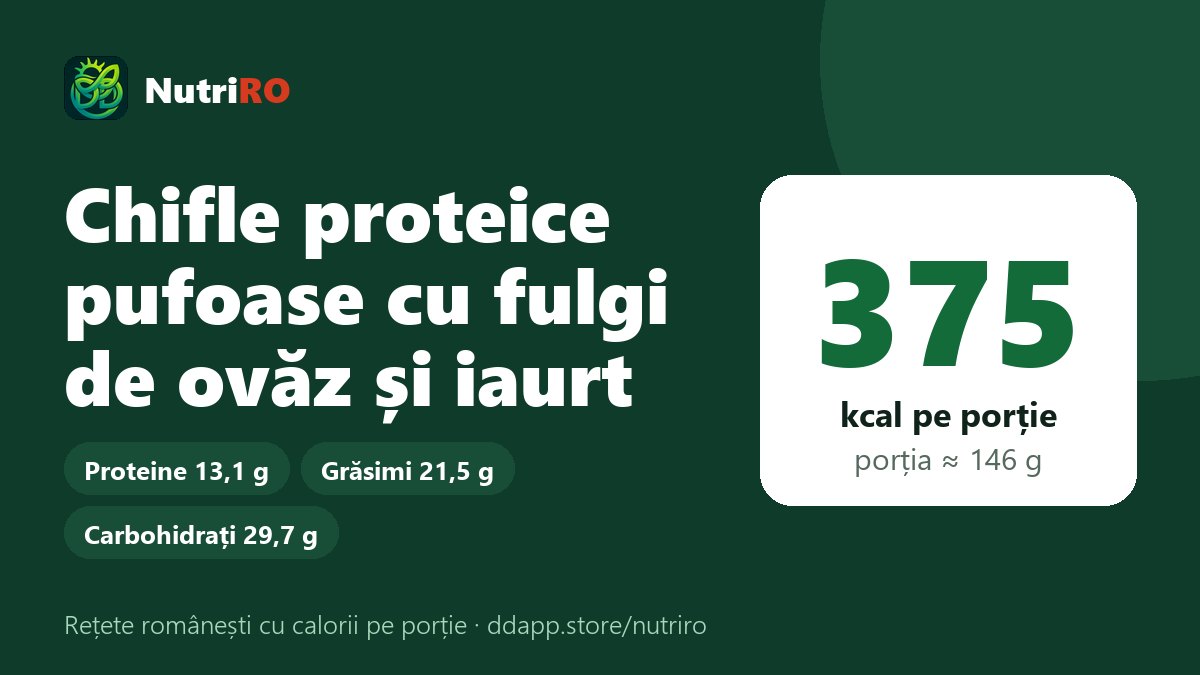 NutriRO
Chifle proteice
pufoase cu fulgi
de ovăz și iaurt
Proteine 13,1 g
Grăsimi 21,5 g
Carbohidrați 29,7 g
375
kcal pe porție
porția ≈ 146 g
Rețete românești cu calorii pe porție · ddapp.store/nutriro